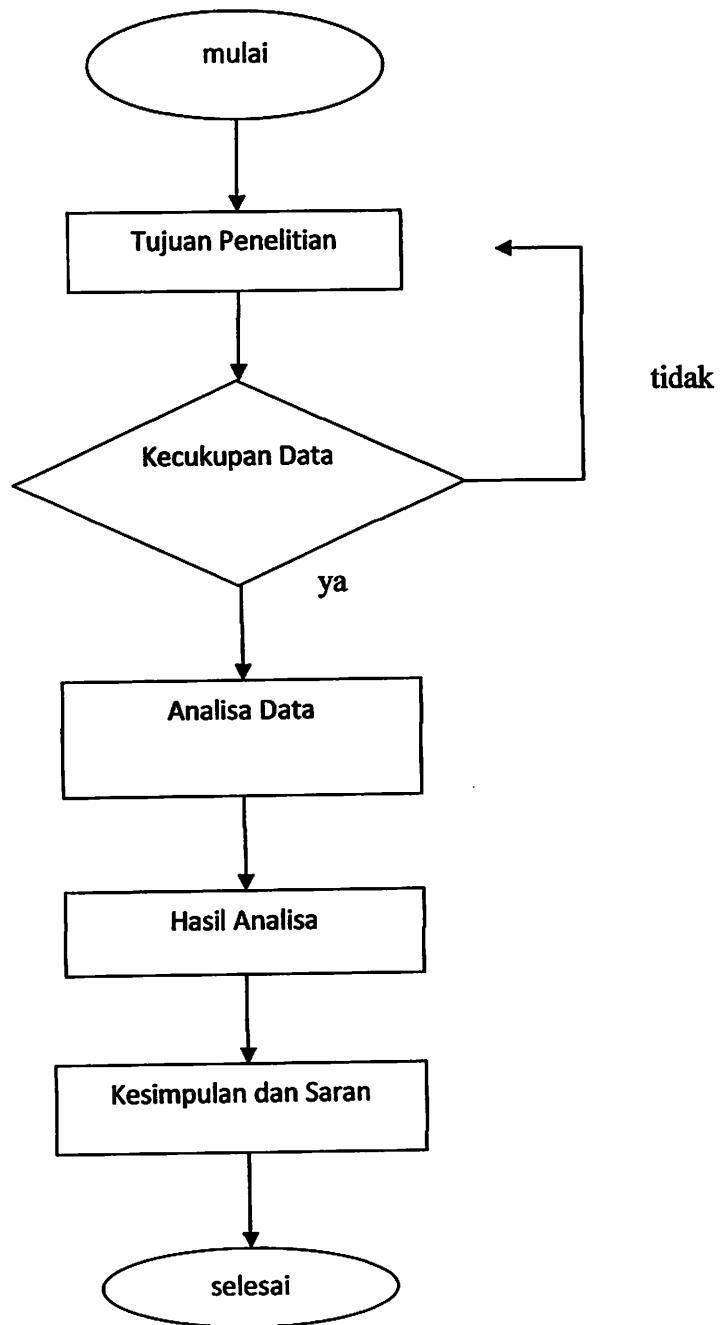 mulai
Tujuan Penelitian
tidak
Kecukupan Data
ya
Analisa Data
Hasil Analisa
Kesimpulan dan Saran
selesai